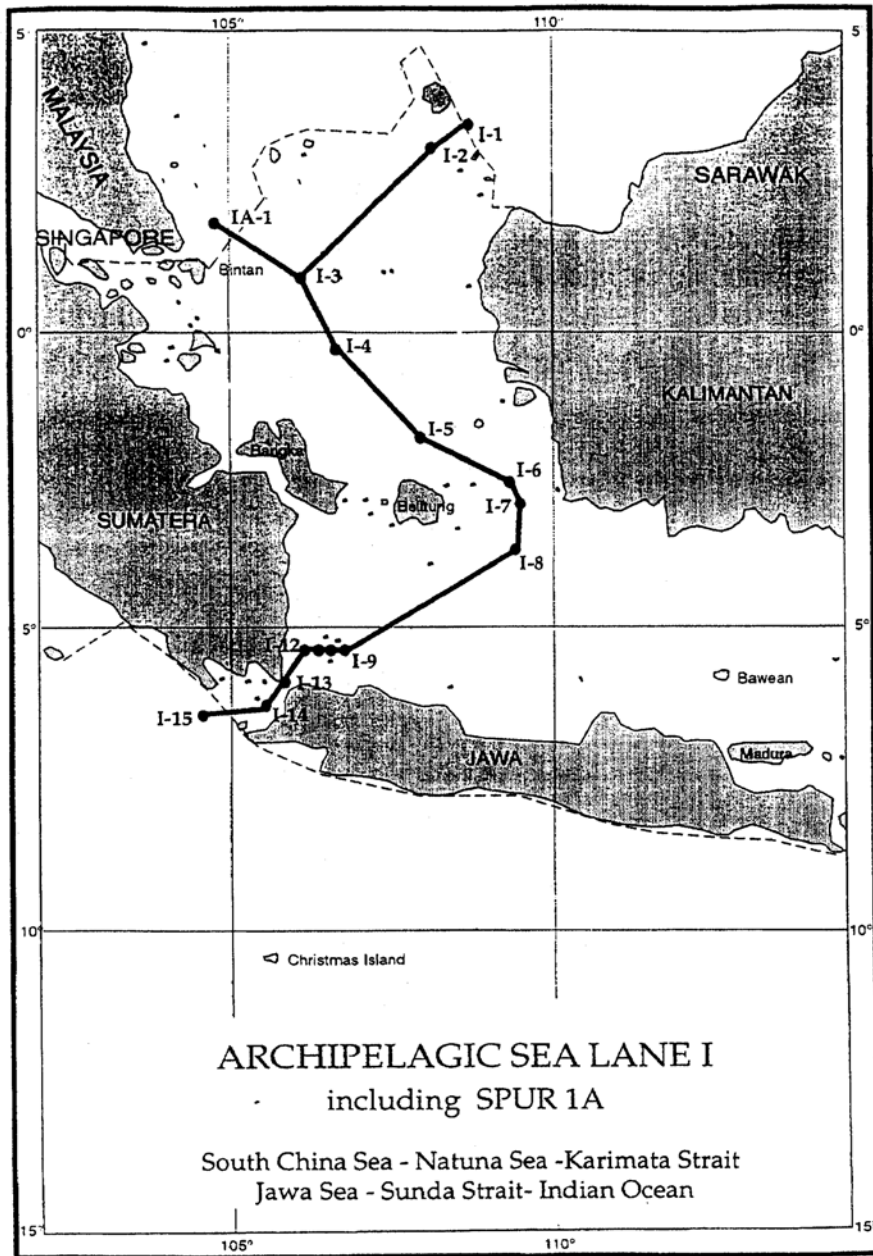 105°
110°
5
5
MALAYSIA
I-1
I-2
SARAWAK
IA-1
SINGAPORE
Bintan
I-3
0°
0°
I-4
KALIMANTAN
I-5
Bangka
I-6
I-7
Belitung
SUMATERA
I-8
5°
5°
I-12
I-9
I-13
Bawean
I-15
I-14
JAWA
Madura
10°
10°
Christmas Island
ARCHIPELAGIC SEA LANE I
including SPUR 1A
South China Sea - Natuna Sea -Karimata Strait
Jawa Sea - Sunda Strait- Indian Ocean
15°
15°
105°
110°